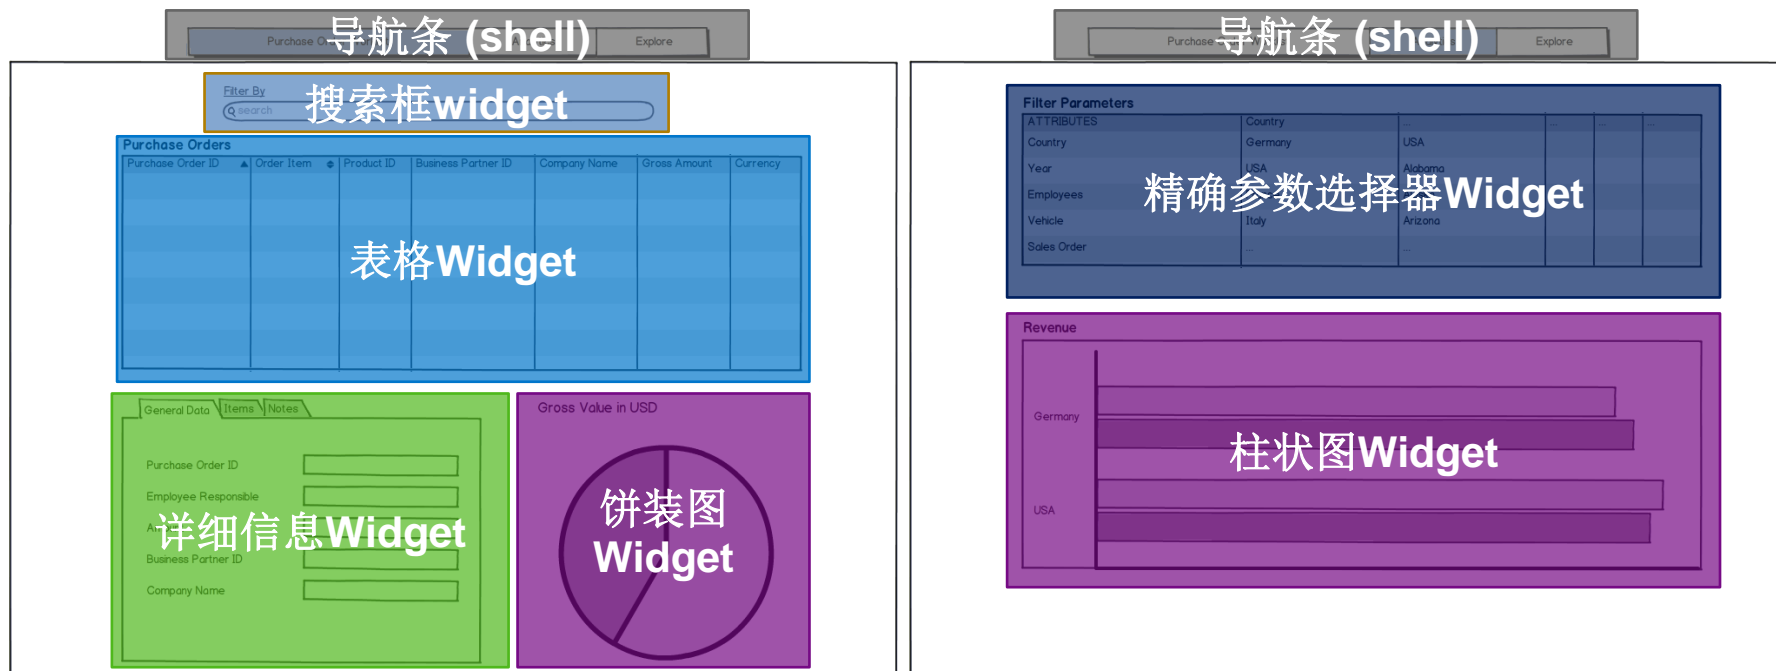 导航条 (shell)
Explore
搜索框widget
Filter By
search
Purchase Orders
Purchase Order ID Order Item Product ID Business Partner ID Company Name Gross Amount Currency
表格Widget
General Data Items Notes
Purchase Order ID
Employee Responsible
详细信息Widget
Business Partner ID
Company Name
Gross Value in USD
饼装图
Widget
导航条 (shell)
Purchase
Explore
Filter Parameters
ATTRIBUTES Country ... ... ... ...
Country Germany USA
Year USA Alabama
Employees
精确参数选择器Widget
Vehicle Italy Arizona
Sales Order ... ...
Revenue
Germany
柱状图Widget
USA